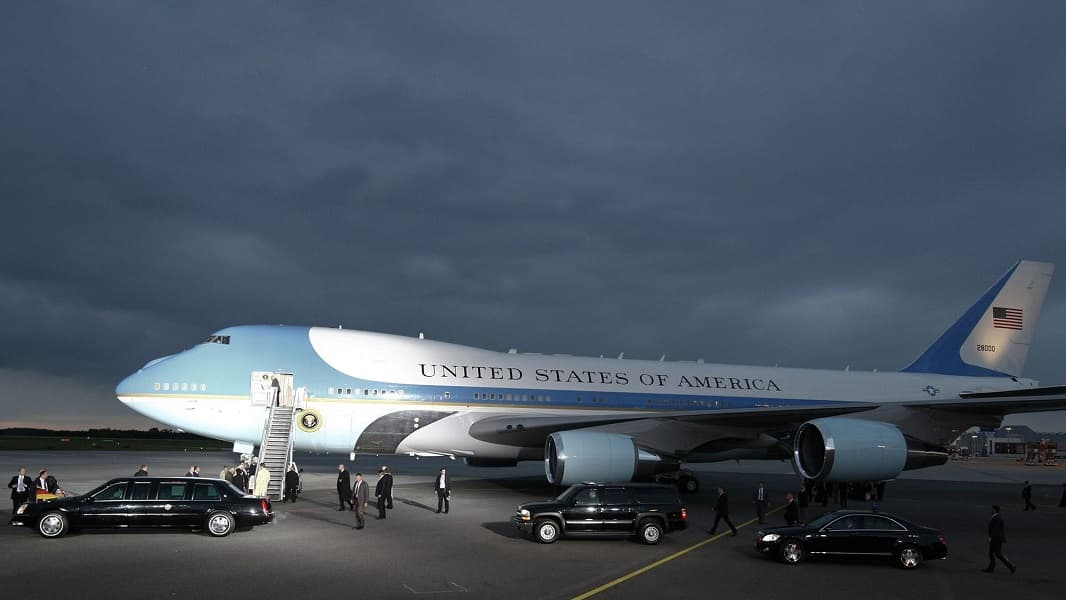 UNITED STATES OF AMERICA
28000